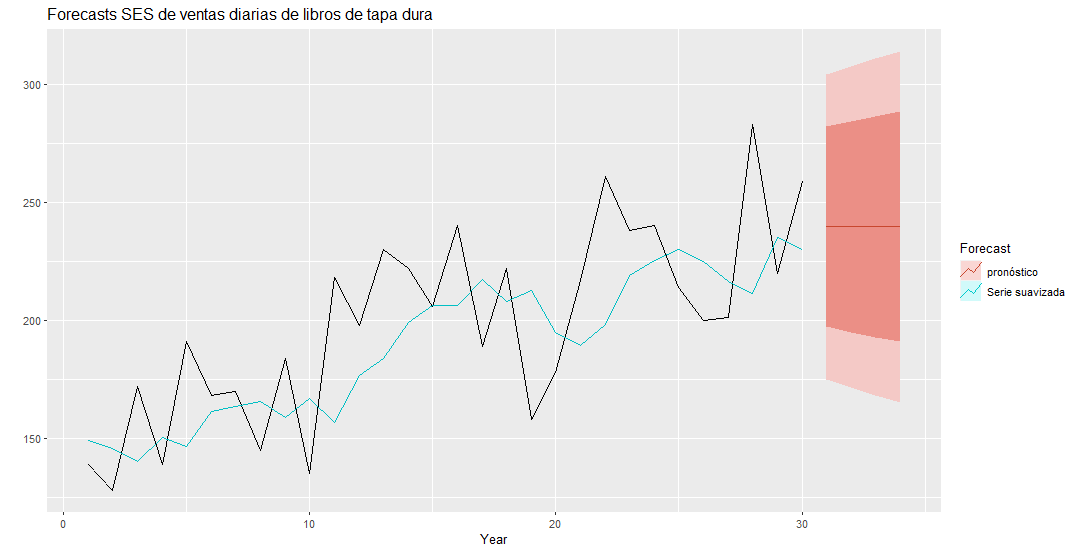 Forecasts SES de ventas diarias de libros de tapa dura
300
250
200
150
0
10
20
30
Year
Forecast
pronóstico
Serie suavizada